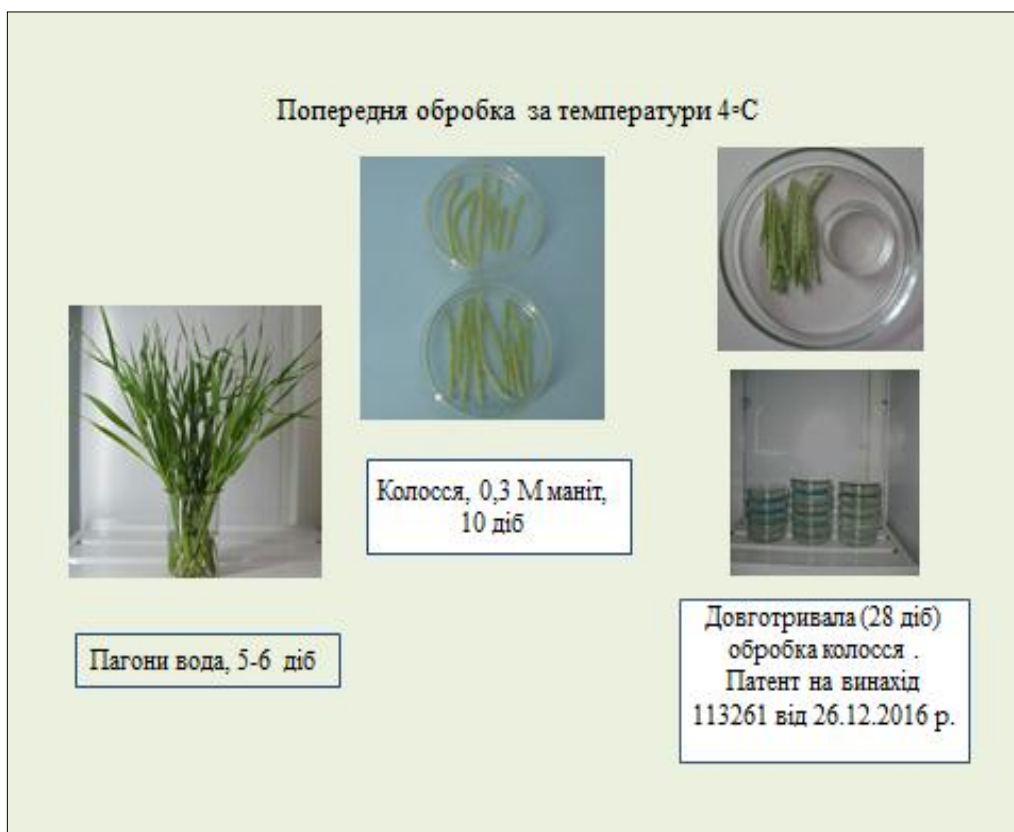 Попередня обробка за температури 4°С
Колосся, 0,3 М маніт,
10 діб
Пагони вода, 5-6 діб
Довготривала (28 діб)
обробка колосся .
Патент на винахід
113261 від 26.12.2016 р.